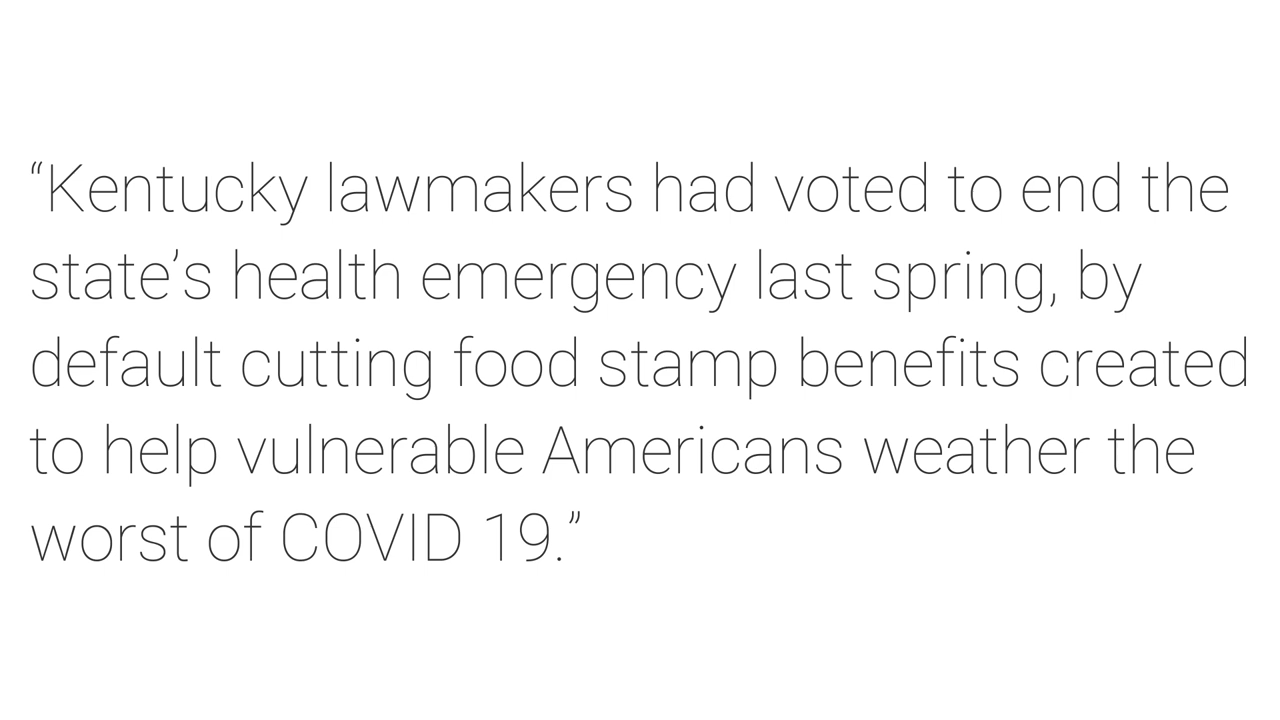 “Kentucky lawmakers had voted to end the
state’s health emergency last spring, by
default cutting food stamp benefits created
to help vulnerable Americans weather the
worst of COVID 19.”